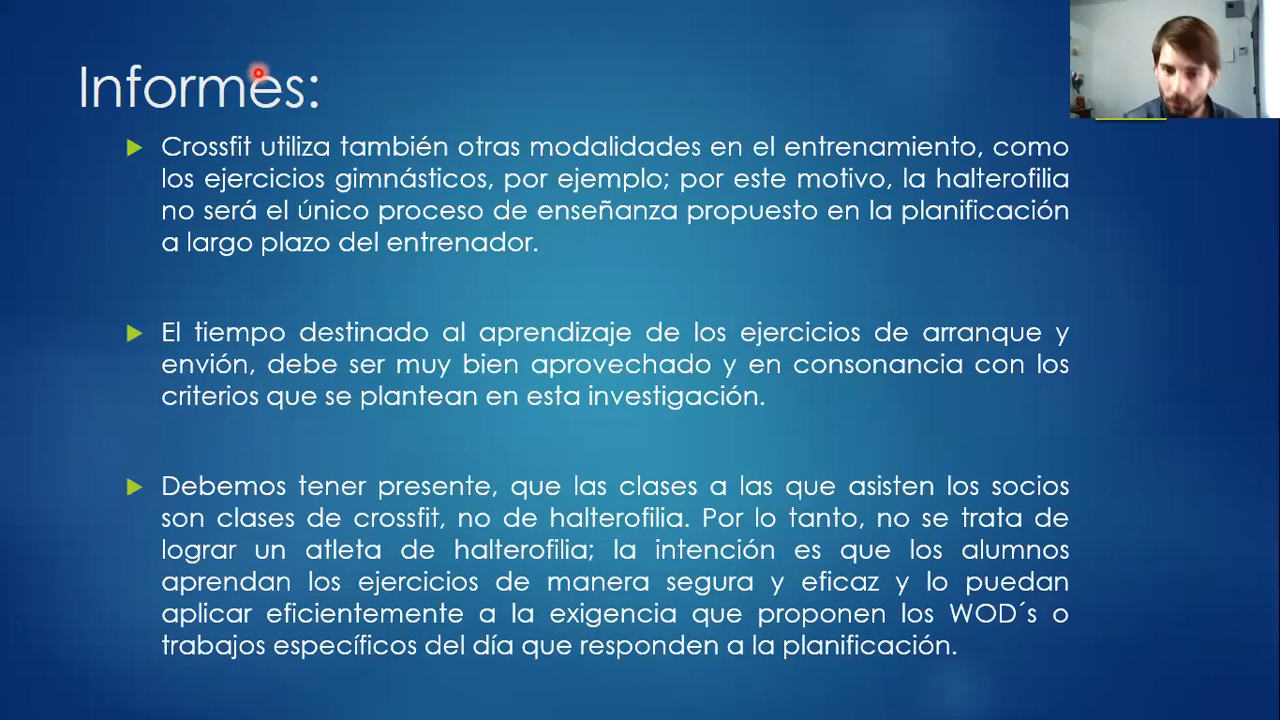 Informes:
Crossfit utiliza también otras modalidades en el entrenamiento, como
los ejercicios gimnásticos, por ejemplo; por este motivo, la halterofilia
no será el único proceso de enseñanza propuesto en la planificación
a largo plazo del entrenador.
El tiempo destinado al aprendizaje de los ejercicios de arranque y
envión, debe ser muy bien aprovechado y en consonancia con los
criterios que se plantean en esta investigación.
Debemos tener presente, que las clases a las que asisten los socios
son clases de crossfit, no de halterofilia. Por lo tanto, no se trata de
lograr un atleta de halterofilia; la intención es que los alumnos
aprendan los ejercicios de manera segura y eficaz y lo puedan
aplicar eficientemente a la exigencia que proponen los WOD´s o
trabajos específicos del día que responden a la planificación.